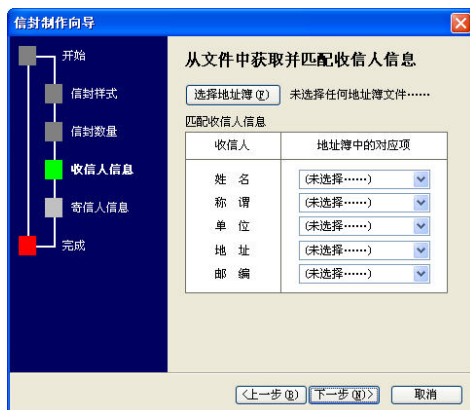 信封制作向导
开始
信封样式
信封数量
收信人信息
寄信人信息
完成
从文件中获取并匹配收信人信息
选择地址簿(F) 未选择任何地址簿文件……
匹配收信人信息
收信人 地址簿中的对应项
姓 名 (未选择……)
称 谓 (未选择……)
单 位 (未选择……)
地 址 (未选择……)
邮 编 (未选择……)
<上一步(B) 下一步(N)> 取消